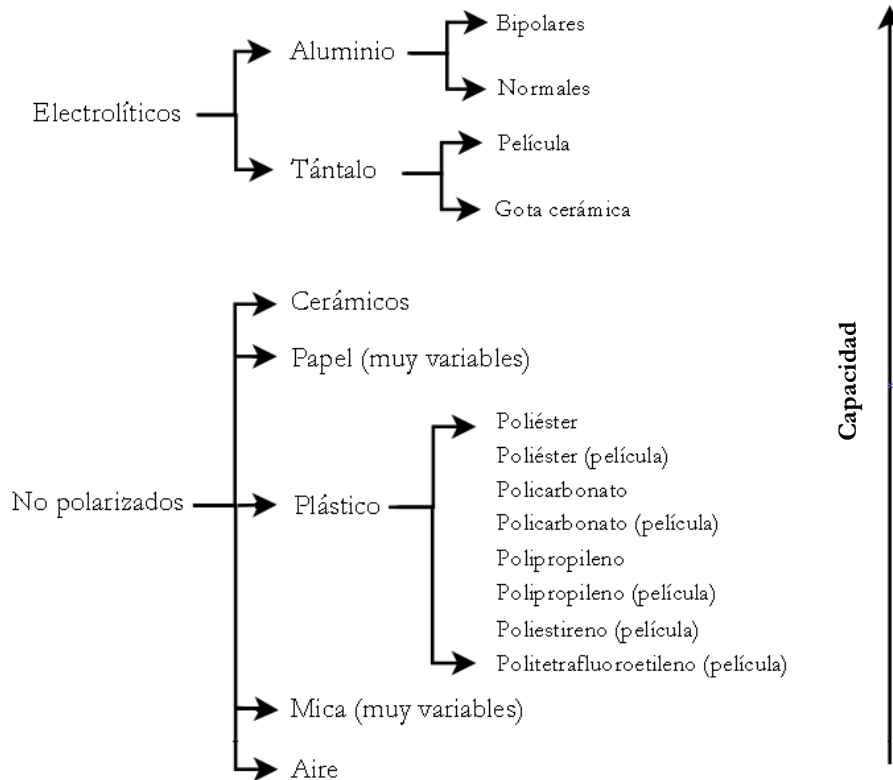 Electrolíticos
Aluminio
Bipolares
Normales
Tántalo
Película
Gota cerámica
No polarizados
Cerámicos
Papel (muy variables)
Plástico
Poliéster
Poliéster (película)
Policarbonato
Policarbonato (película)
Polipropileno
Polipropileno (película)
Poliestireno (película)
Politetrafluoroetileno (película)
Mica (muy variables)
Aire
Capacidad